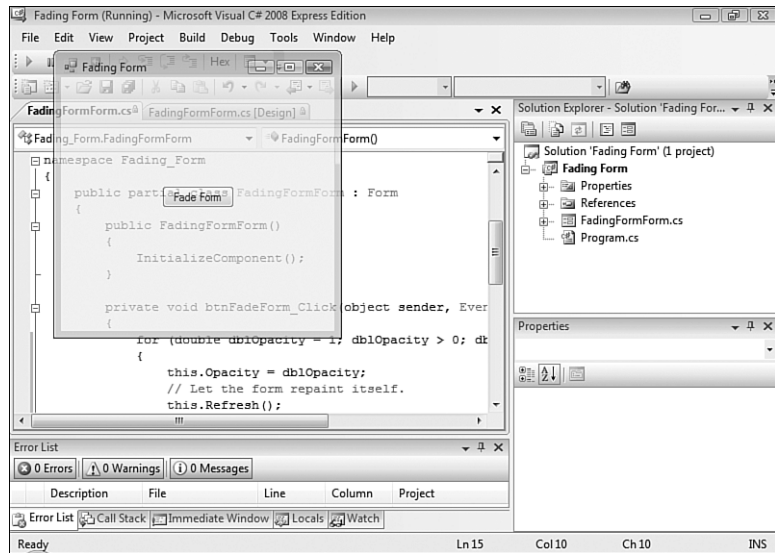 Fading Form (Running) - Microsoft Visual C# 2008 Express Edition
File Edit View Project Build Debug Tools Window Help
Hex
Fading Form
FadingFormForm.cs FadingFormForm.cs [Design]
Fading_Form.FadingFormForm FadingFormForm()
namespace Fading_Form
{
public partial class FadingFormForm : Form
Fade Form
{
public FadingFormForm()
{
InitializeComponent();
}
private void btnFadeForm_Click(object sender, Even
{
for (double dblOpacity = 1; dblOpacity > 0; db
{
this.Opacity = dblOpacity;
// Let the form repaint itself.
this.Refresh();
Solution Explorer - Solution 'Fading For...
Solution 'Fading Form' (1 project)
Fading Form
Properties
References
FadingFormForm.cs
Program.cs
Properties
Error List
0 Errors 0 Warnings 0 Messages
Description File Line Column Project
Error List Call Stack Immediate Window Locals Watch
Ready Ln 15 Col 10 Ch 10 INS